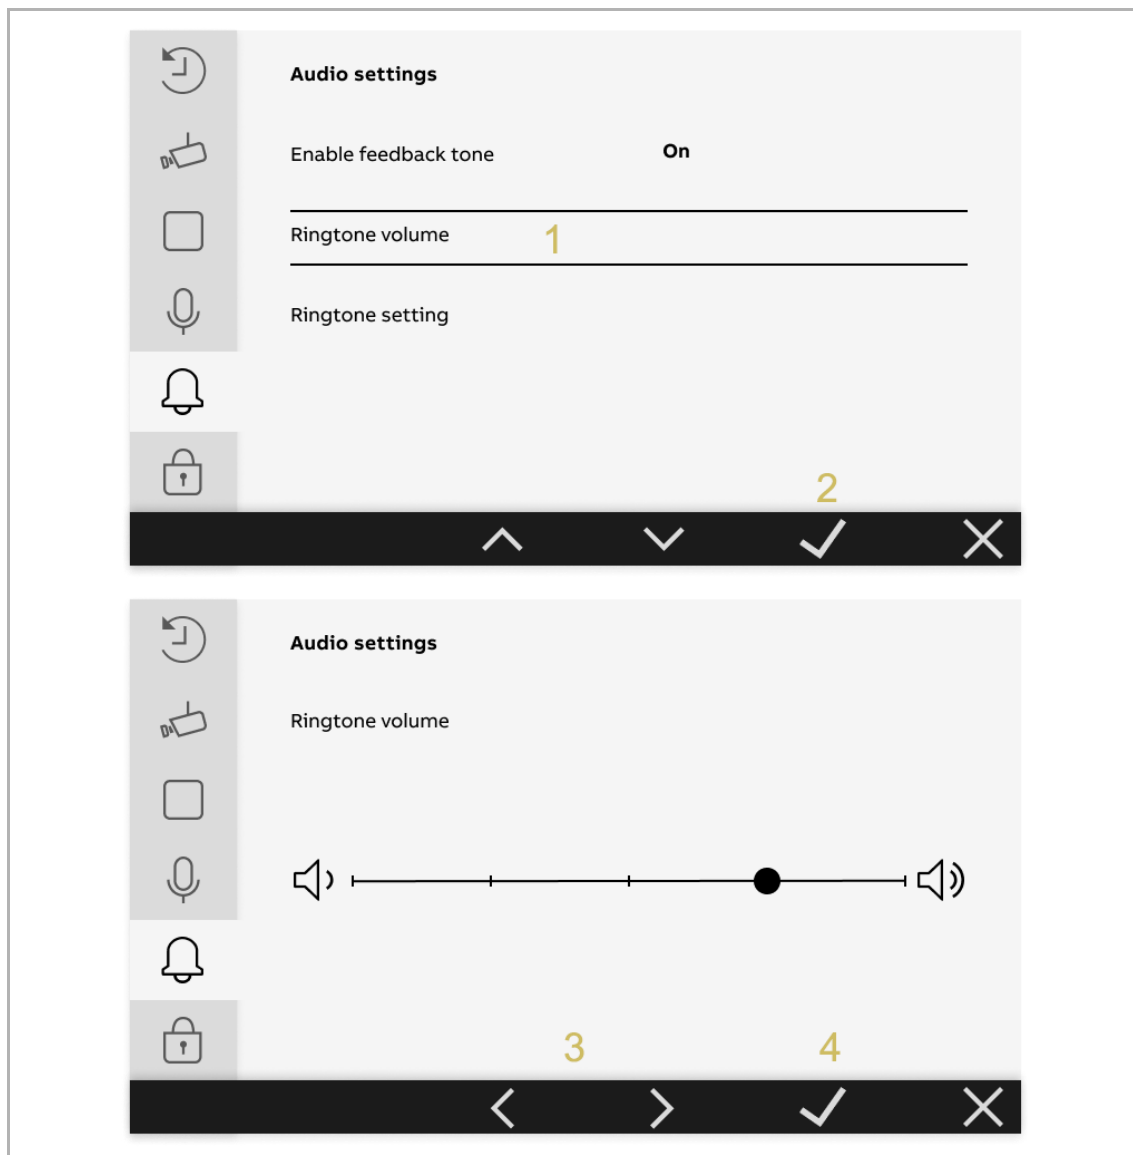 Audio settings
Enable feedback tone On
Ringtone volume 1
Ringtone setting
2
Audio settings
Ringtone volume
3 4